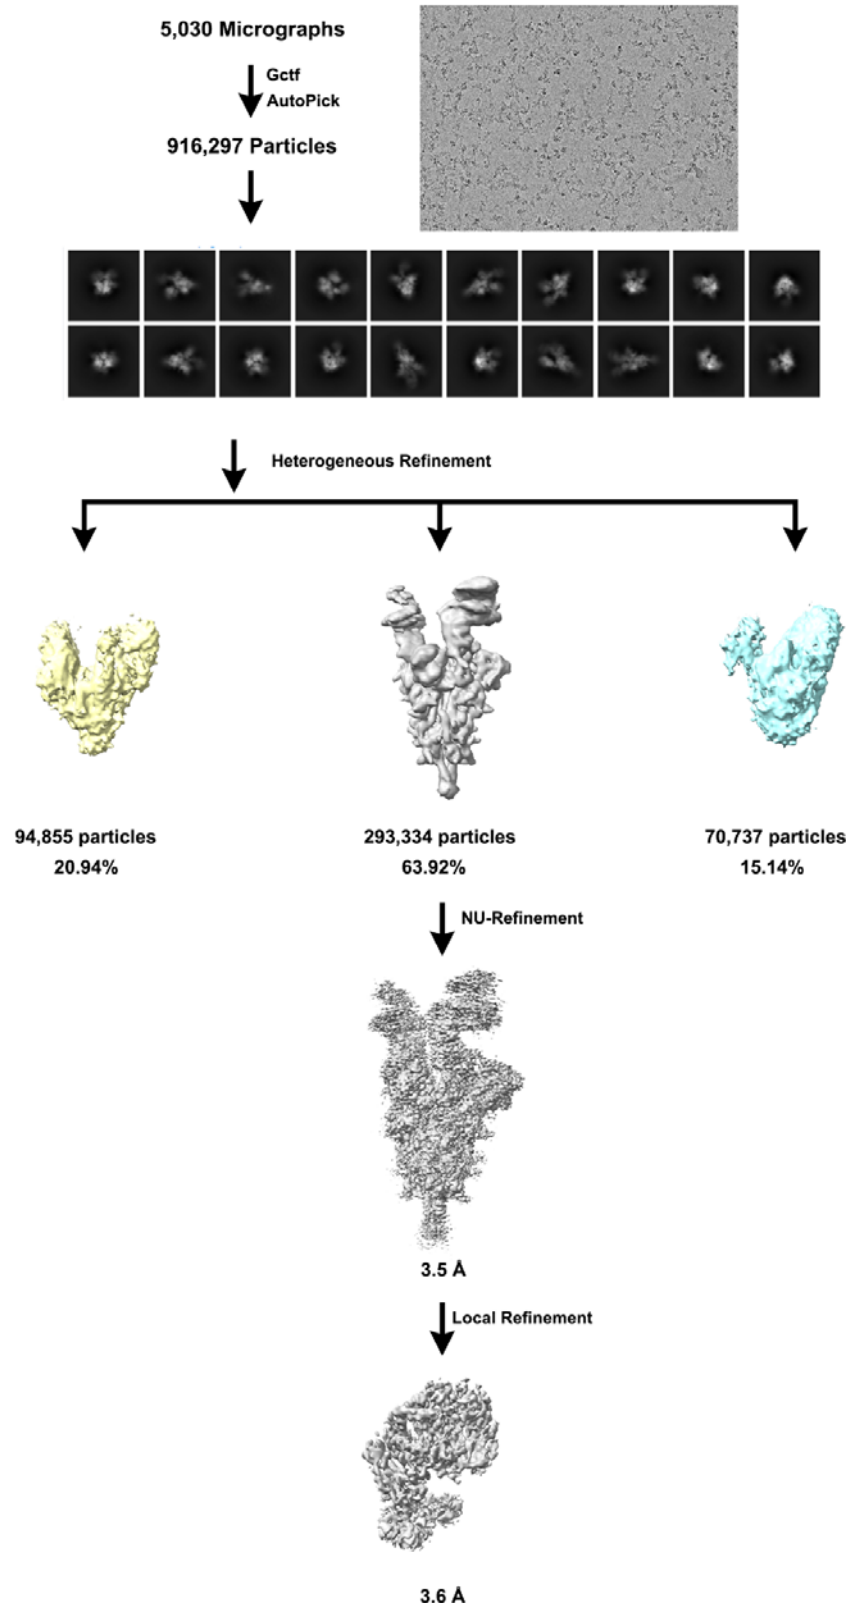 5,030 Micrographs
Gctf
AutoPick
916,297 Particles
Heterogeneous Refinement
94,855 particles
20.94%
293,334 particles
63.92%
70,737 particles
15.14%
NU-Refinement
3.5 Å
Local Refinement
3.6 Å